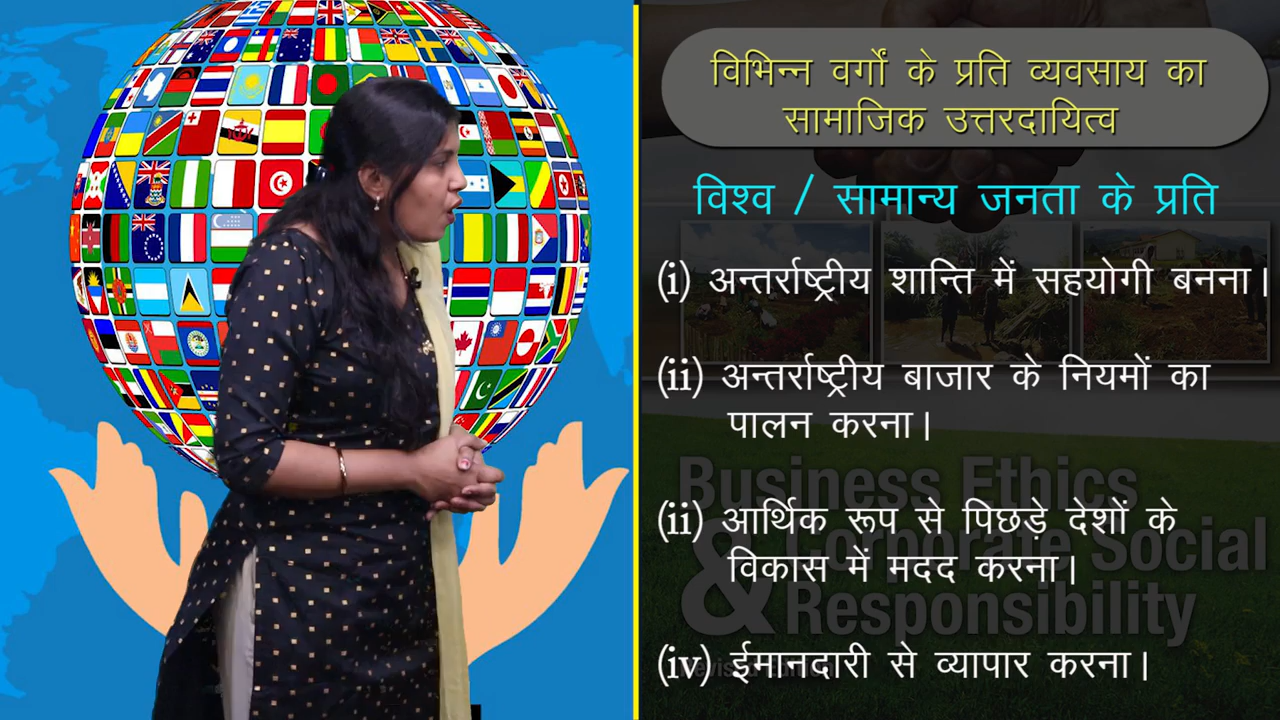 विभिन्न वर्गों के प्रति व्यवसाय का
सामाजिक उत्तरदायित्व
विश्व / सामान्य जनता के प्रति
(i) अन्तर्राष्ट्रीय शान्ति में सहयोगी बनना।
(ii) अन्तर्राष्ट्रीय बाजार के नियमों का
पालन करना।
(ii) आर्थिक रूप से पिछड़े देशों के
विकास में मदद करना।
(iv) ईमानदारी से व्यापार करना।
Business Ethics
& Corporate Social
Responsibility